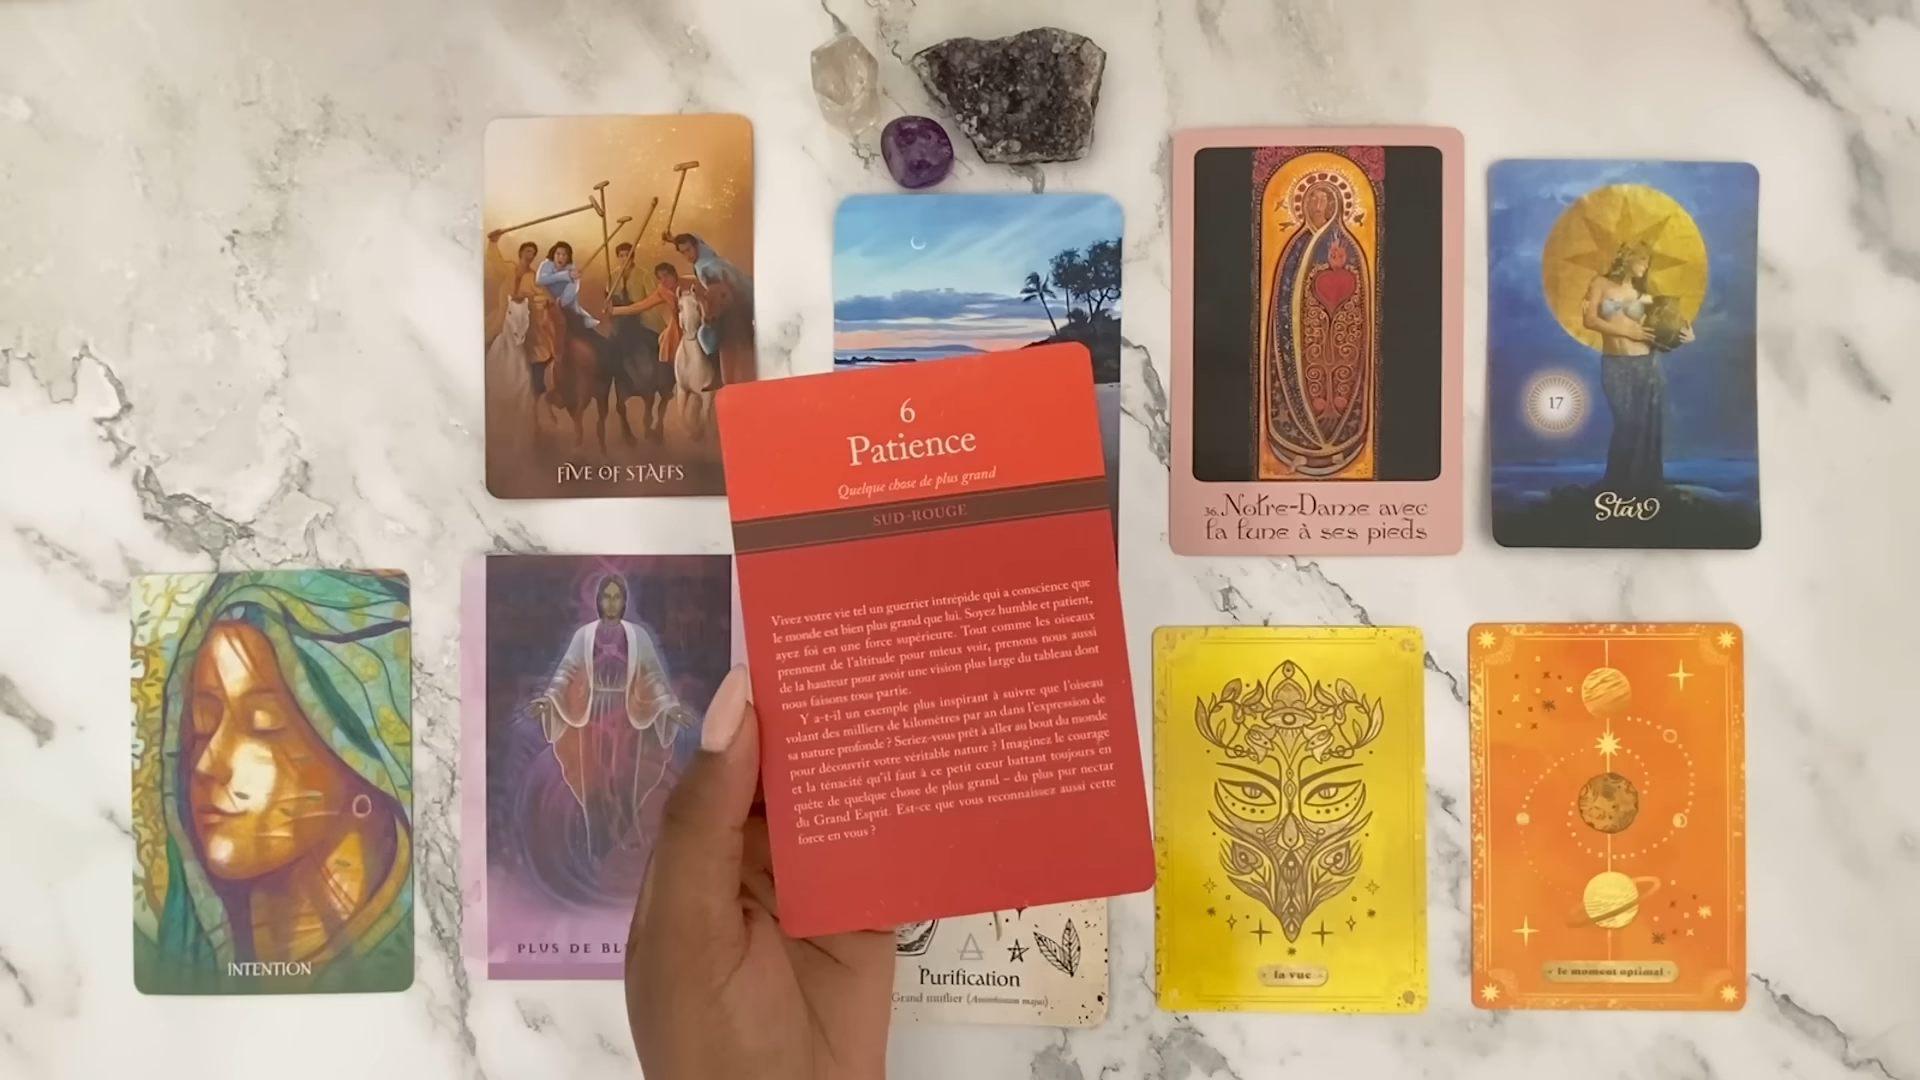 FIVE OF STAFFS
6
Patience
Quelque chose de plus grand
SUD-ROUGE
Vivez votre vie tel un guerrier intrépide qui a conscience que
le monde est bien plus grand que lui. Soyez humble et patient,
ayez foi en une force supérieure. Tout comme les oiseaux
prennent de l'altitude pour mieux voir, prenons nous aussi
de la hauteur pour avoir une vision plus large du tableau dont
nous faisons tous partie.
Y a-t-il un exemple plus inspirant à suivre que l'oiseau
volant des milliers de kilomètres par an dans l'expression de
sa nature profonde ? Seriez-vous prêt à aller au bout du monde
pour découvrir votre véritable nature ? Imaginez le courage
et la ténacité qu'il faut à ce petit cœur battant toujours en
quête de quelque chose de plus grand – du plus pur nectar
du Grand Esprit. Est-ce que vous reconnaissez aussi cette
force en vous ?
36. Notre-Dame avec
la lune à ses pieds
17
Star
INTENTION
PLUS DE
Purification
Grand muflier (Antirrhinum majus)
la vue
le moment optimal